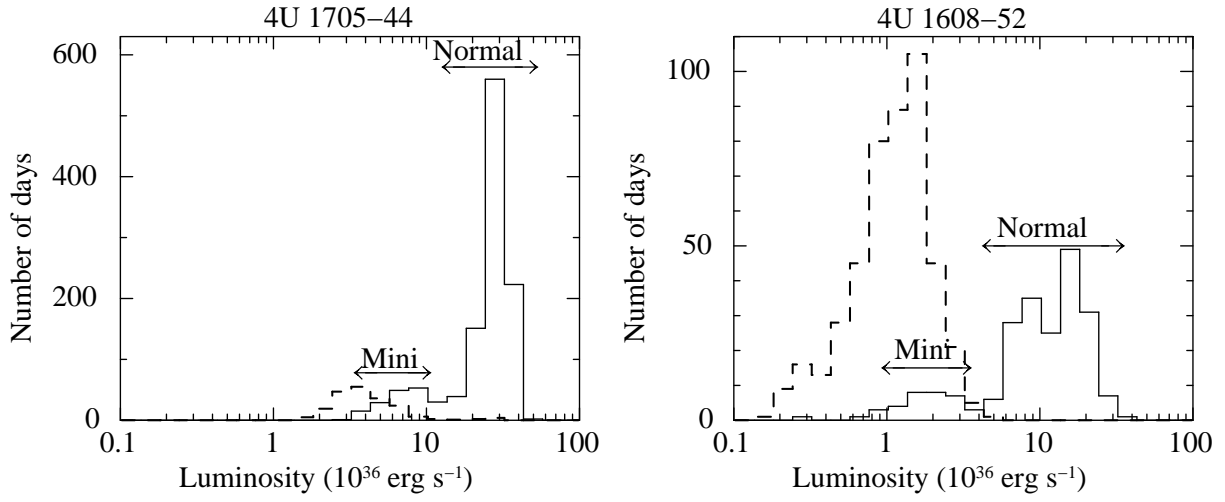 4U 1705−44
Number of days
600
400
200
0
Normal
Mini
0.1 1 10 100
Luminosity (10³⁶ erg s⁻¹)
4U 1608−52
Number of days
100
50
0
Normal
Mini
0.1 1 10 100
Luminosity (10³⁶ erg s⁻¹)